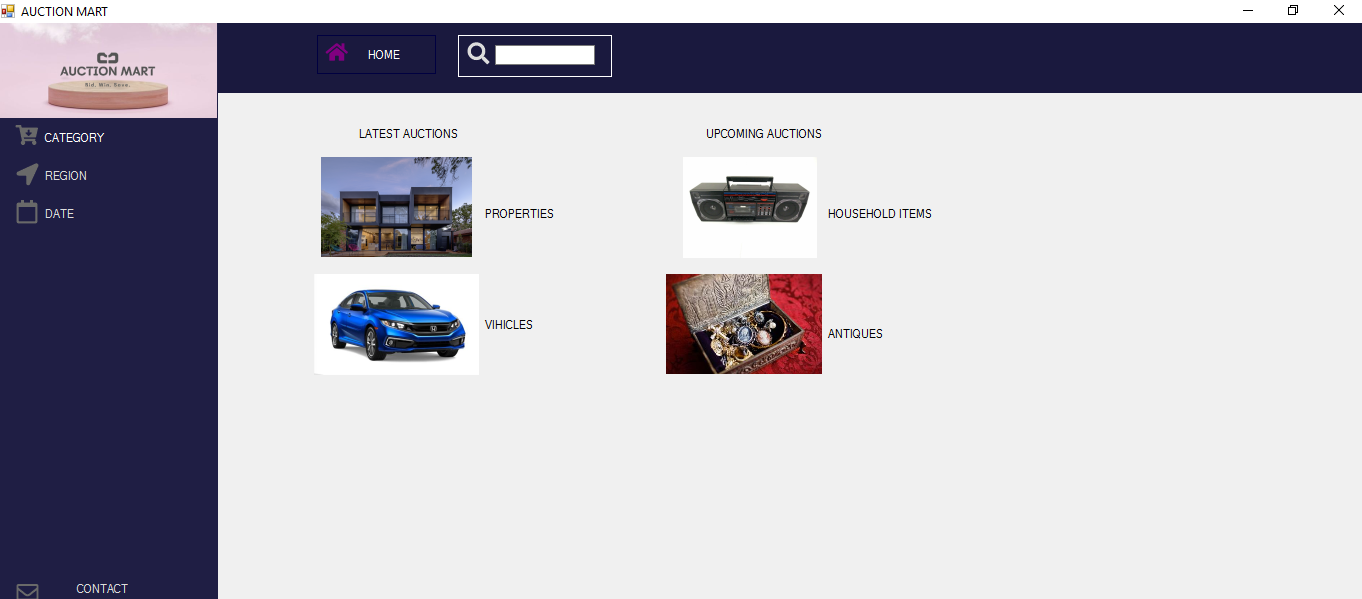 AUCTION MART
AUCTION MART
Bid. Win. Save.
HOME
CATEGORY
REGION
DATE
LATEST AUCTIONS
UPCOMING AUCTIONS
PROPERTIES
HOUSEHOLD ITEMS
VIHICLES
ANTIQUES
CONTACT